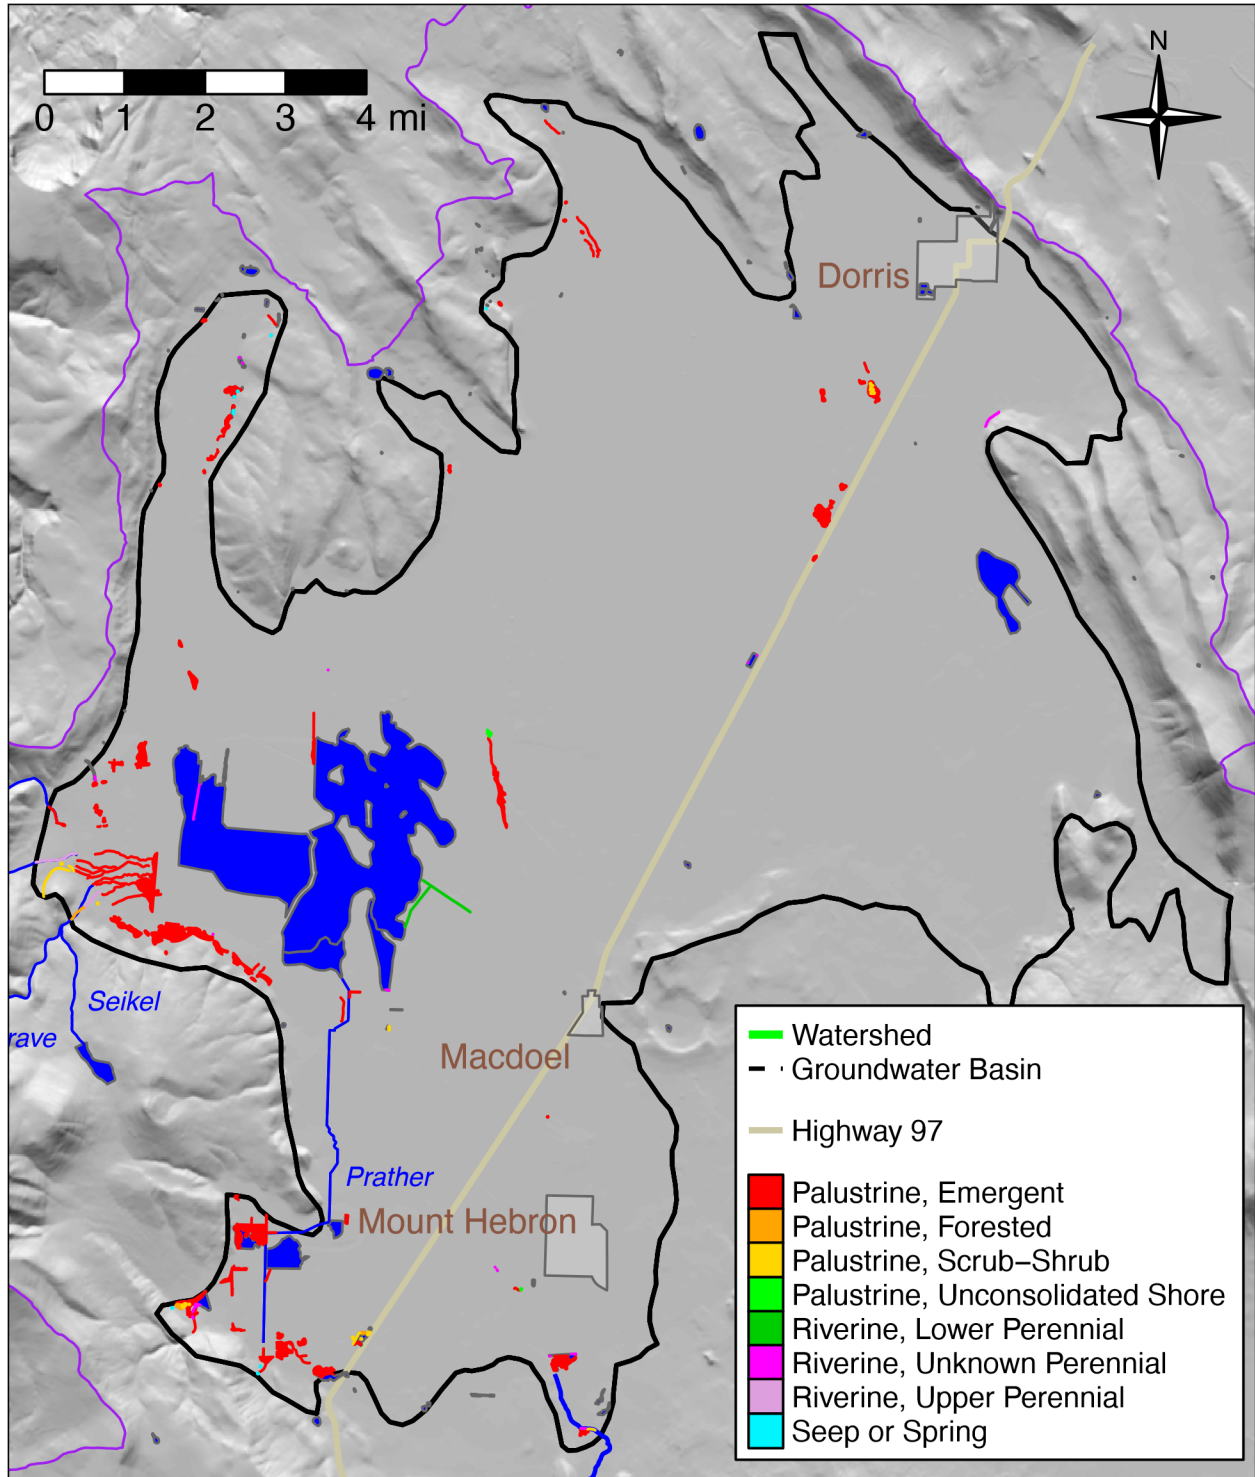 N
0 1 2 3 4 mi
Dorris
Seikel
rave
Macdoel
Prather
Mount Hebron
Watershed
Groundwater Basin
Highway 97
Palustrine, Emergent
Palustrine, Forested
Palustrine, Scrub−Shrub
Palustrine, Unconsolidated Shore
Riverine, Lower Perennial
Riverine, Unknown Perennial
Riverine, Upper Perennial
Seep or Spring